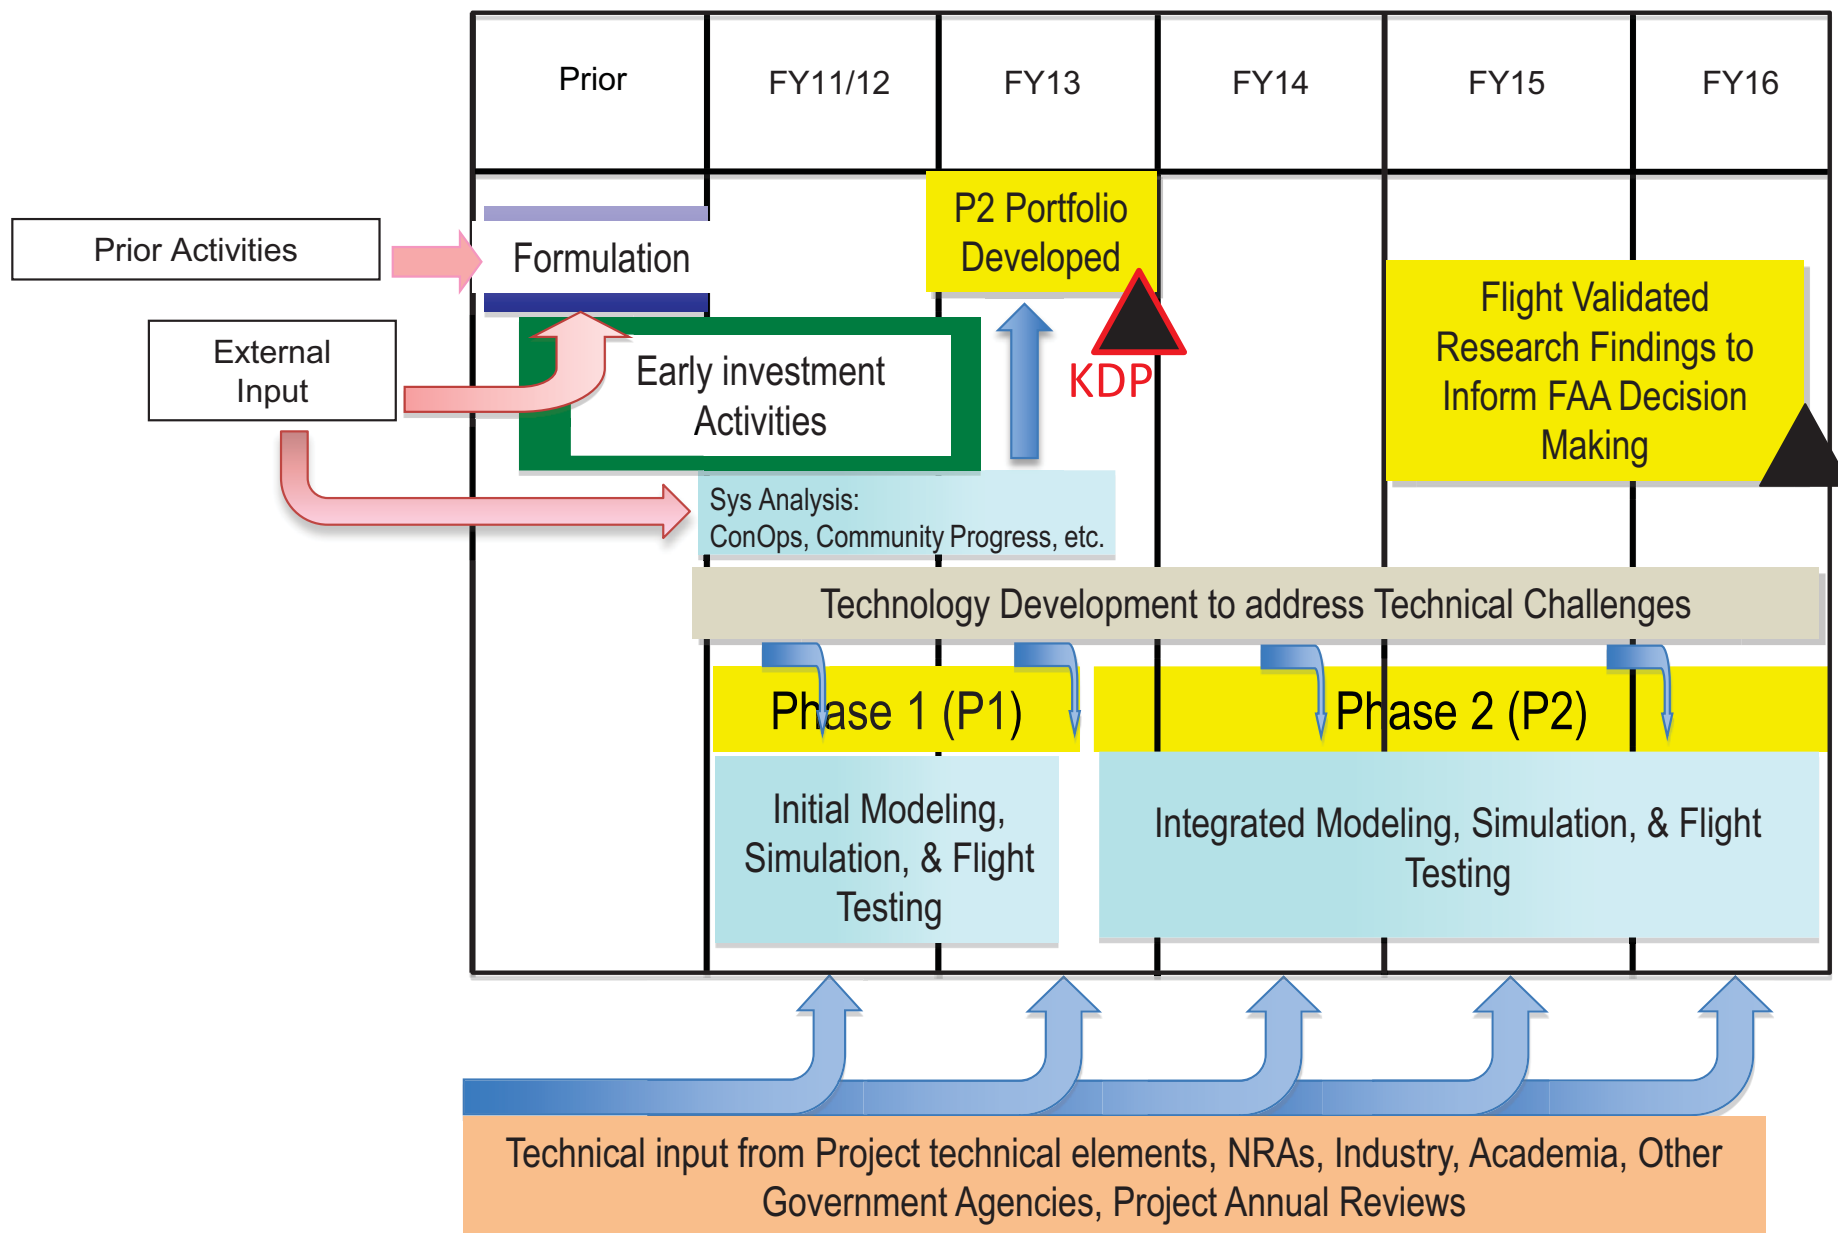 Prior
FY11/12
FY13
FY14
FY15
FY16
Prior Activities
Formulation
P2 Portfolio
Developed
KDP
Flight Validated
Research Findings to
Inform FAA Decision
Making
External
Input
Early investment
Activities
Sys Analysis:
ConOps, Community Progress, etc.
Technology Development to address Technical Challenges
Phase 1 (P1)
Phase 2 (P2)
Initial Modeling,
Simulation, & Flight
Testing
Integrated Modeling, Simulation, & Flight
Testing
Technical input from Project technical elements, NRAs, Industry, Academia, Other
Government Agencies, Project Annual Reviews